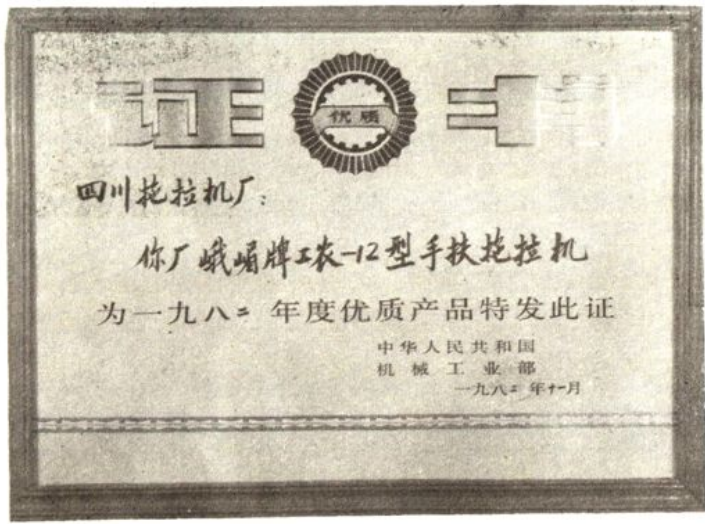 证书
优质
四川拖拉机厂：
你厂峨嵋牌工农-12型手扶拖拉机
为一九八二年度优质产品特发此证
中华人民共和国
机械工业部
一九八二年十一月